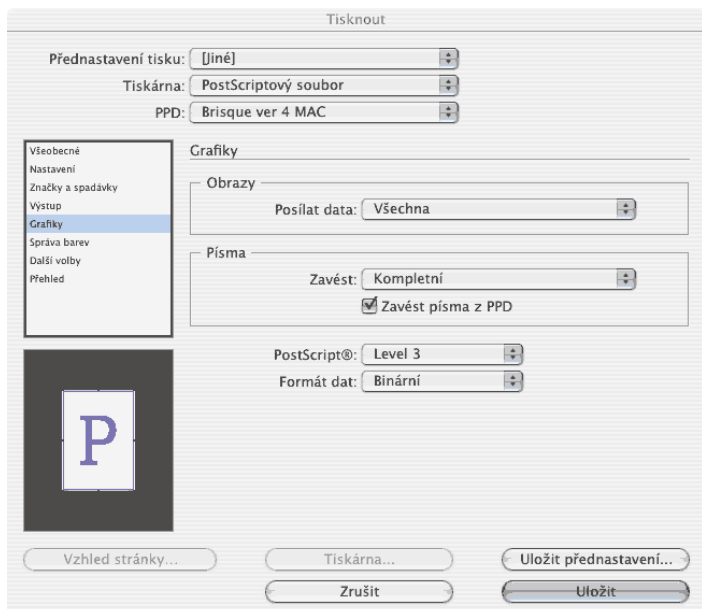 Tisknout
Přednastavení tisku: [Jiné]
Tiskárna: PostScriptový soubor
PPD: Brisque ver 4 MAC
Všeobecné
Nastavení
Značky a spadávky
Výstup
Grafiky
Správa barev
Další volby
Přehled
Grafiky
Obrazy
Posílat data: Všechna
Písma
Zavést: Kompletní
Zavést písma z PPD
PostScript®: Level 3
Formát dat: Binární
P
Vzhled stránky... Tiskárna... Uložit přednastavení...
Zrušit Uložit